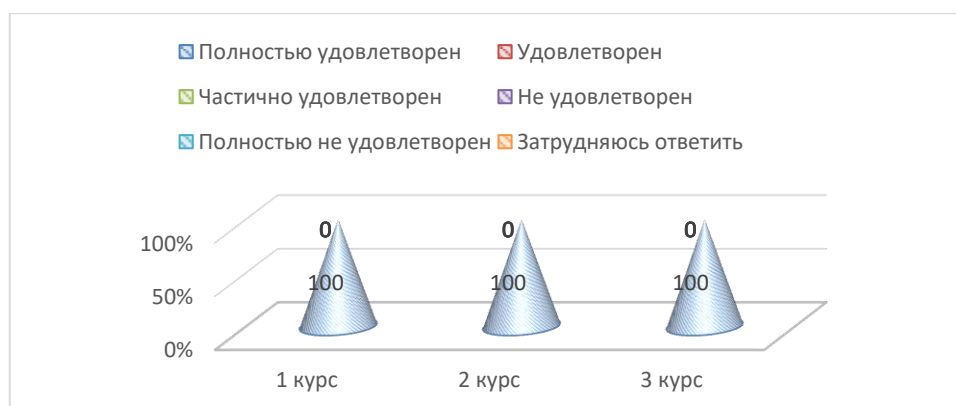 Полностью удовлетворен Удовлетворен
Частично удовлетворен Не удовлетворен
Полностью не удовлетворен Затрудняюсь ответить
0 0 0
100%
100 100 100
50%
0%
1 курс 2 курс 3 курс